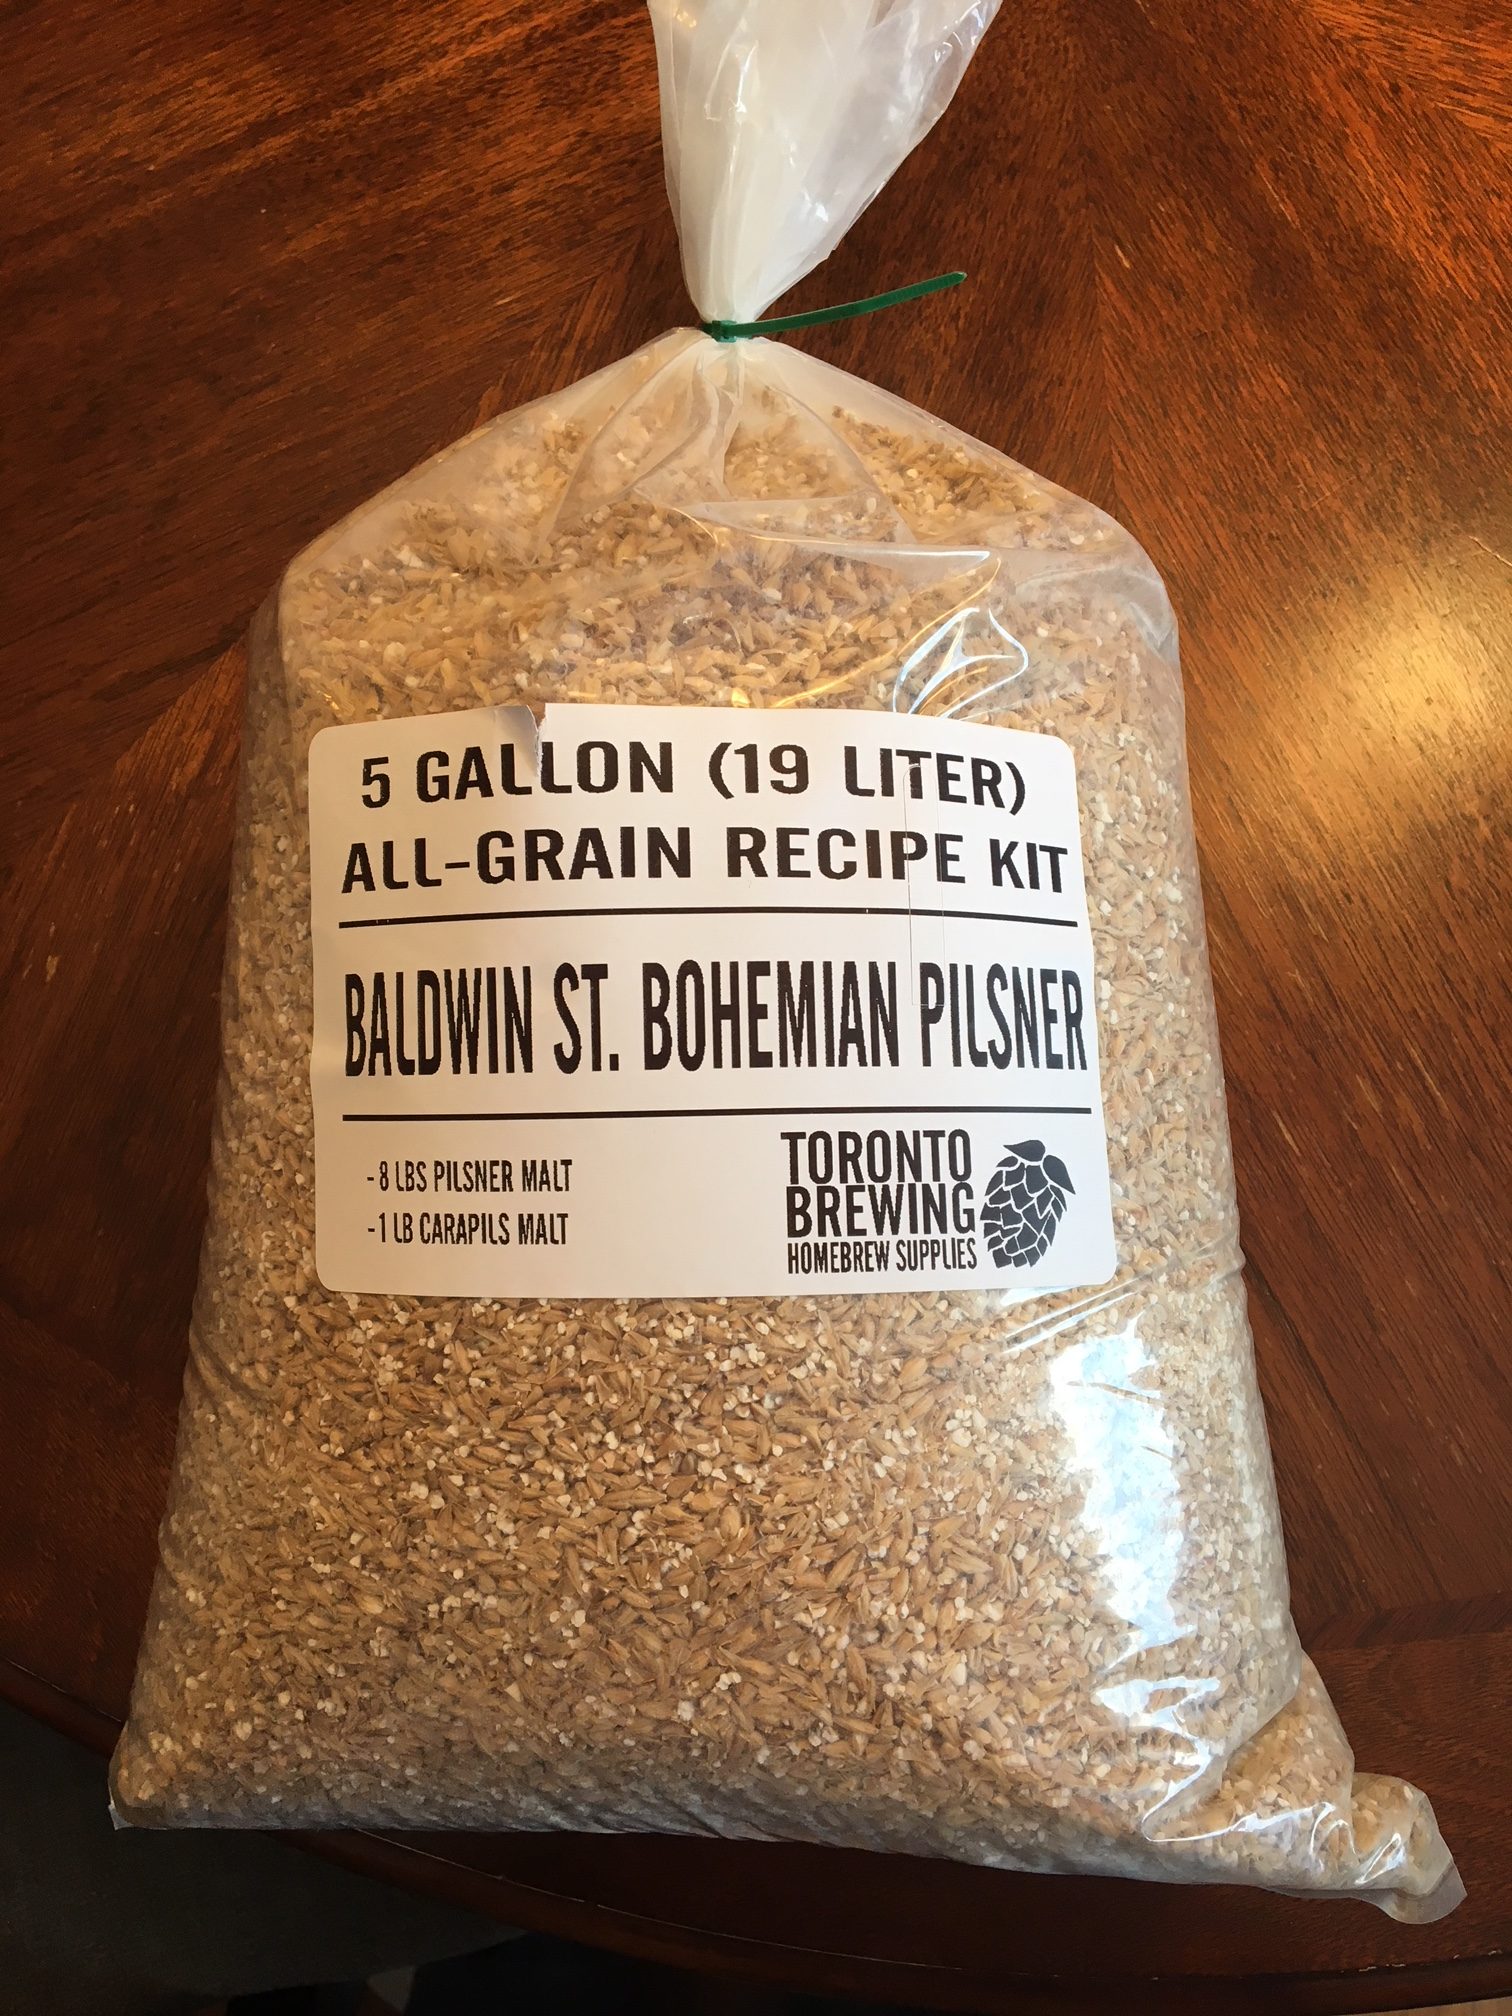 5 GALLON (19 LITER)
ALL-GRAIN RECIPE KIT
BALDWIN ST. BOHEMIAN PILSNER
-8 LBS PILSNER MALT
-1 LB CARAPILS MALT
TORONTO
BREWING
HOMEBREW SUPPLIES